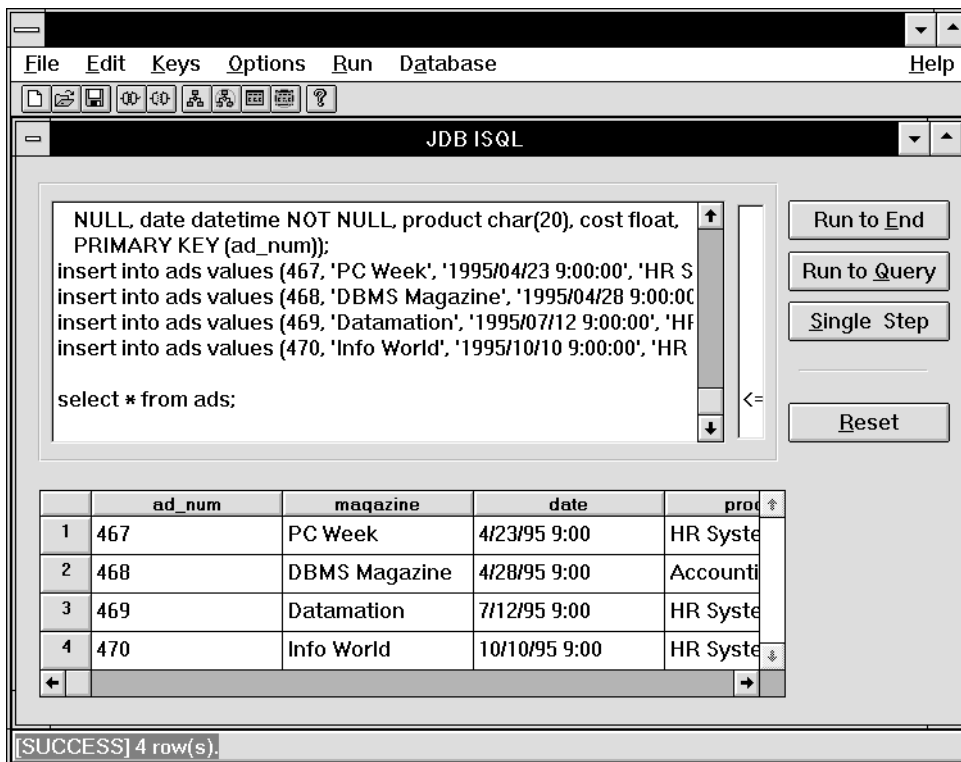 File Edit Keys Options Run Database Help
JDB ISQL
NULL, date datetime NOT NULL, product char(20), cost float,
PRIMARY KEY (ad_num));
insert into ads values (467, 'PC Week', '1995/04/23 9:00:00', 'HR S
insert into ads values (468, 'DBMS Magazine', '1995/04/28 9:00:00
insert into ads values (469, 'Datamation', '1995/07/12 9:00:00', 'HR
insert into ads values (470, 'Info World', '1995/10/10 9:00:00', 'HR
select * from ads;
<=
Run to End
Run to Query
Single Step
Reset
ad_num magazine date prod
1 467 PC Week 4/23/95 9:00 HR Syste
2 468 DBMS Magazine 4/28/95 9:00 Accounti
3 469 Datamation 7/12/95 9:00 HR Syste
4 470 Info World 10/10/95 9:00 HR Syste
[SUCCESS] 4 row(s).